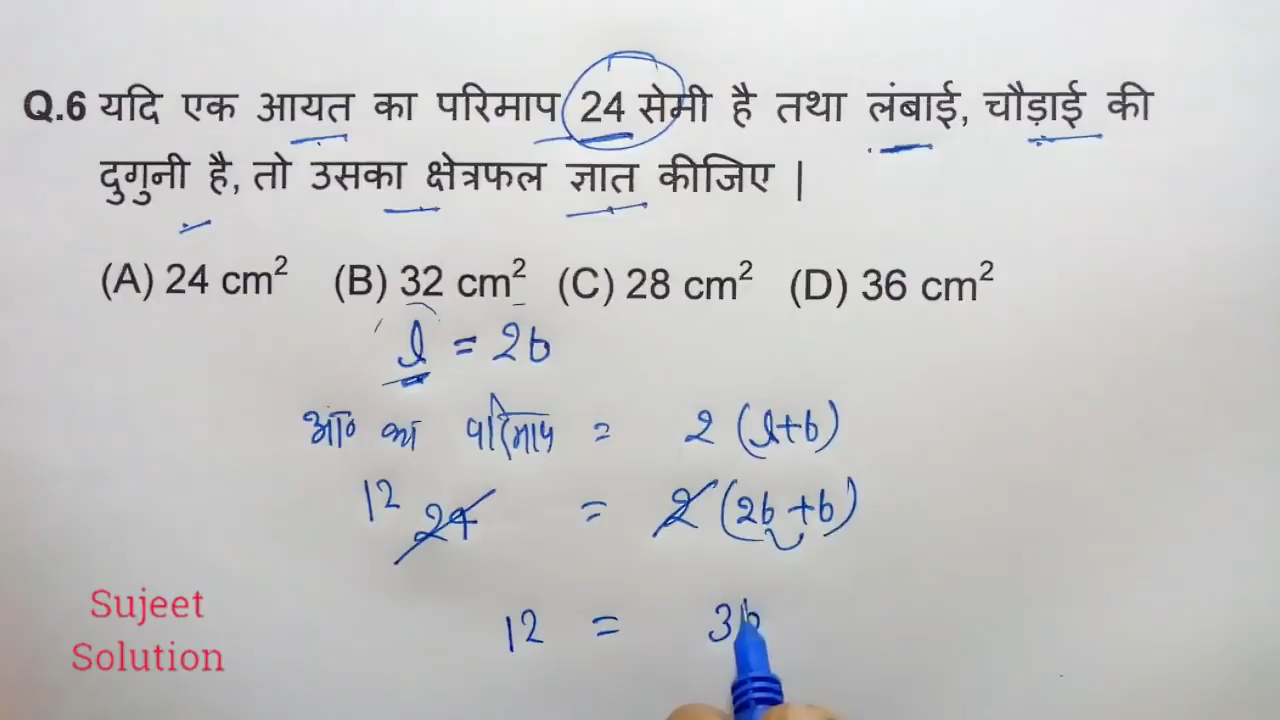 Q.6 यदि एक आयत का परिमाप 24 सेमी है तथा लंबाई, चौड़ाई की
दुगुनी है, तो उसका क्षेत्रफल ज्ञात कीजिए |
(A) 24 cm² (B) 32 cm² (C) 28 cm² (D) 36 cm²
l = 2b
आ० का परिमाप = 2 (l+b)
12 24 = 2 (2b+b)
12 = 3b
Sujeet
Solution